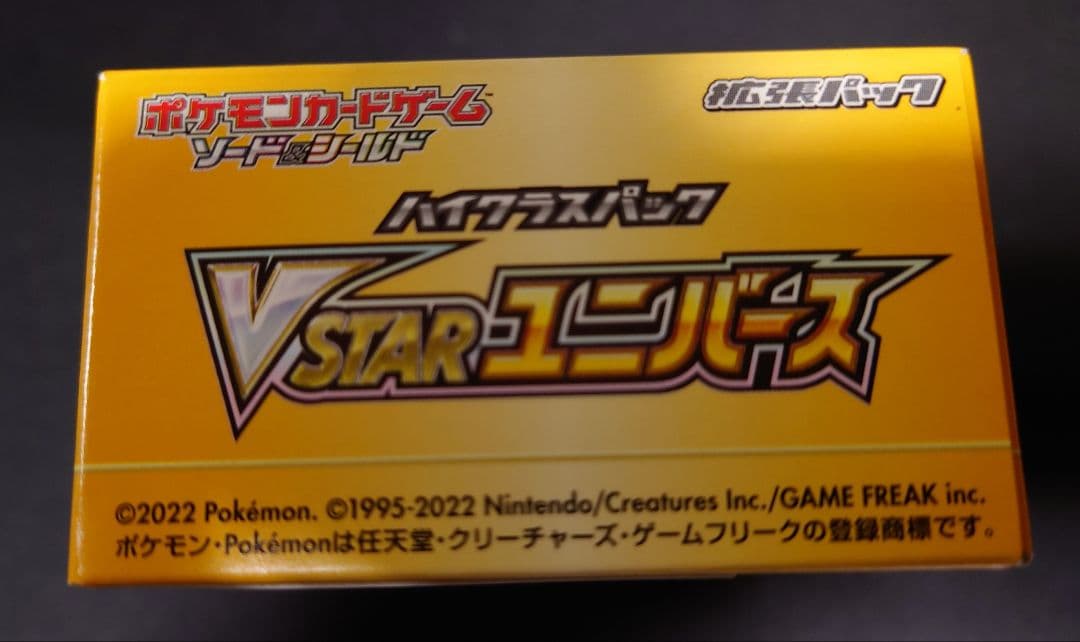 ポケモンカードゲーム™ 拡張パック
ソード&シールド
ハイクラスパック
VSTARユニバース
©2022 Pokémon. ©1995-2022 Nintendo/Creatures Inc./GAME FREAK inc.
ポケモン・Pokémonは任天堂・クリーチャーズ・ゲームフリークの登録商標です。